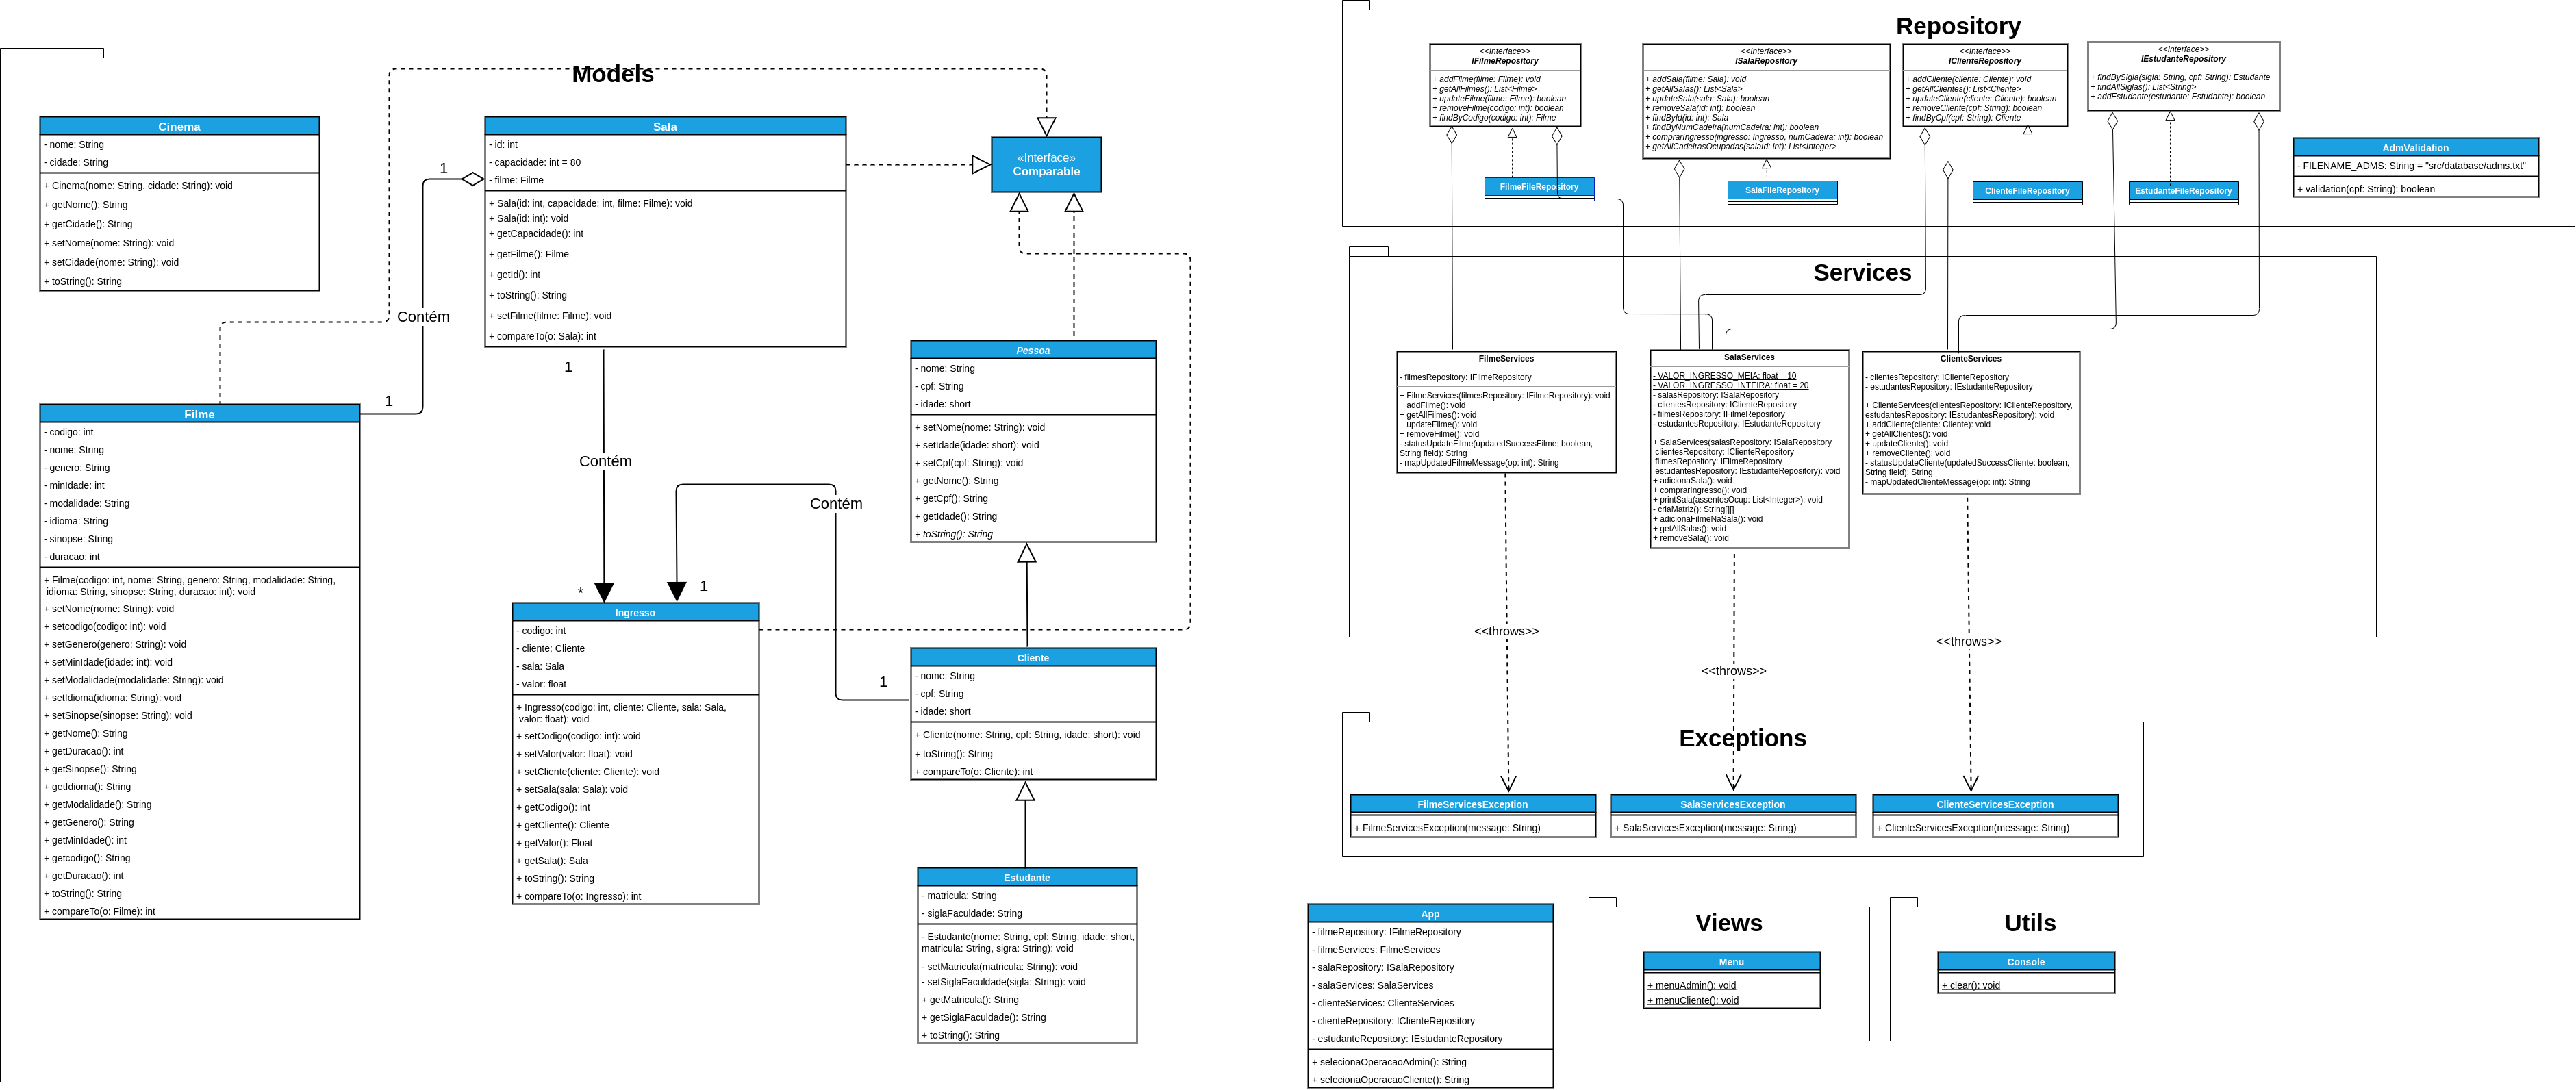 Models
Cinema
- nome: String
- cidade: String
+ Cinema(nome: String, cidade: String): void
+ getNome(): String
+ getCidade(): String
+ setNome(nome: String): void
+ setCidade(nome: String): void
+ toString(): String
Sala
- id: int
- capacidade: int = 80
- filme: Filme
+ Sala(id: int, capacidade: int, filme: Filme): void
+ Sala(id: int): void
+ getCapacidade(): int
+ getFilme(): Filme
+ getId(): int
+ toString(): String
+ setFilme(filme: Filme): void
+ compareTo(o: Sala): int
«Interface»
Comparable
1
Contém
1
1
Contém
*
Contém
1
1
Filme
- codigo: int
- nome: String
- genero: String
- minIdade: int
- modalidade: String
- idioma: String
- sinopse: String
- duracao: int
+ Filme(codigo: int, nome: String, genero: String, modalidade: String,
idioma: String, sinopse: String, duracao: int): void
+ setNome(nome: String): void
+ setcodigo(codigo: int): void
+ setGenero(genero: String): void
+ setMinIdade(idade: int): void
+ setModalidade(modalidade: String): void
+ setIdioma(idioma: String): void
+ setSinopse(sinopse: String): void
+ getNome(): String
+ getDuracao(): int
+ getSinopse(): String
+ getIdioma(): String
+ getModalidade(): String
+ getGenero(): String
+ getMinIdade(): int
+ getcodigo(): String
+ getDuracao(): int
+ toString(): String
+ compareTo(o: Filme): int
Ingresso
- codigo: int
- cliente: Cliente
- sala: Sala
- valor: float
+ Ingresso(codigo: int, cliente: Cliente, sala: Sala,
valor: float): void
+ setCodigo(codigo: int): void
+ setValor(valor: float): void
+ setCliente(cliente: Cliente): void
+ setSala(sala: Sala): void
+ getCodigo(): int
+ getCliente(): Cliente
+ getValor(): Float
+ getSala(): Sala
+ toString(): String
+ compareTo(o: Ingresso): int
Pessoa
- nome: String
- cpf: String
- idade: short
+ setNome(nome: String): void
+ setIdade(idade: short): void
+ setCpf(cpf: String): void
+ getNome(): String
+ getCpf(): String
+ getIdade(): String
+ toString(): String
Cliente
- nome: String
- cpf: String
- idade: short
+ Cliente(nome: String, cpf: String, idade: short): void
+ toString(): String
+ compareTo(o: Cliente): int
Estudante
- matricula: String
- siglaFaculdade: String
- Estudante(nome: String, cpf: String, idade: short,
matricula: String, sigra: String): void
- setMatricula(matricula: String): void
- setSiglaFaculdade(sigla: String): void
+ getMatricula(): String
+ getSiglaFaculdade(): String
+ toString(): String
Repository
<<Interface>>
IFilmeRepository
+ addFilme(filme: Filme): void
+ getAllFilmes(): List<Filme>
+ updateFilme(filme: Filme): boolean
+ removeFilme(codigo: int): boolean
+ findByCodigo(codigo: int): Filme
<<Interface>>
ISalaRepository
+ addSala(filme: Sala): void
+ getAllSalas(): List<Sala>
+ updateSala(sala: Sala): boolean
+ removeSala(id: int): boolean
+ findById(id: int): Sala
+ findByNumCadeira(numCadeira: int): boolean
+ comprarIngresso(ingresso: Ingresso, numCadeira: int): boolean
+ getAllCadeirasOcupadas(salaId: int): List<Integer>
<<Interface>>
IClienteRepository
+ addCliente(cliente: Cliente): void
+ getAllClientes(): List<Cliente>
+ updateCliente(cliente: Cliente): boolean
+ removeCliente(cpf: String): boolean
+ findByCpf(cpf: String): Cliente
<<Interface>>
IEstudanteRepository
+ findBySigla(sigla: String, cpf: String): Estudante
+ findAllSiglas(): List<String>
+ addEstudante(estudante: Estudante): boolean
FilmeFileRepository
SalaFileRepository
ClienteFileRepository
EstudanteFileRepository
AdmValidation
- FILENAME_ADMS: String = "src/database/adms.txt"
+ validation(cpf: String): boolean
Services
FilmeServices
- filmesRepository: IFilmeRepository
+ FilmeServices(filmesRepository: IFilmeRepository): void
+ addFilme(): void
+ getAllFilmes(): void
+ updateFilme(): void
+ removeFilme(): void
- statusUpdateFilme(updatedSuccessFilme: boolean,
String field): String
- mapUpdatedFilmeMessage(op: int): String
SalaServices
- VALOR_INGRESSO_MEIA: float = 10
- VALOR_INGRESSO_INTEIRA: float = 20
- salasRepository: ISalaRepository
- clientesRepository: IClienteRepository
- filmesRepository: IFilmeRepository
- estudantesRepository: IEstudanteRepository
+ SalaServices(salasRepository: ISalaRepository
clientesRepository: IClienteRepository
filmesRepository: IFilmeRepository
estudantesRepository: IEstudanteRepository): void
+ adicionaSala(): void
+ comprarIngresso(): void
+ printSala(assentosOcup: List<Integer>): void
- criaMatriz(): String[][]
+ adicionaFilmeNaSala(): void
+ getAllSalas(): void
+ removeSala(): void
ClienteServices
- clientesRepository: IClienteRepository
- estudantesRepository: IEstudanteRepository
+ ClienteServices(clientesRepository: IClienteRepository,
estudantesRepository: IEstudantesRepository): void
+ addCliente(cliente: Cliente): void
+ getAllClientes(): void
+ updateCliente(): void
+ removeCliente(): void
- statusUpdateCliente(updatedSuccessCliente: boolean,
String field): String
- mapUpdatedClienteMessage(op: int): String
<<throws>>
<<throws>>
<<throws>>
Exceptions
FilmeServicesException
+ FilmeServicesException(message: String)
SalaServicesException
+ SalaServicesException(message: String)
ClienteServicesException
+ ClienteServicesException(message: String)
App
- filmeRepository: IFilmeRepository
- filmeServices: FilmeServices
- salaRepository: ISalaRepository
- salaServices: SalaServices
- clienteServices: ClienteServices
- clienteRepository: IClienteRepository
- estudanteRepository: IEstudanteRepository
+ selecionaOperacaoAdmin(): String
+ selecionaOperacaoCliente(): String
Views
Menu
+ menuAdmin(): void
+ menuCliente(): void
Utils
Console
+ clear(): void